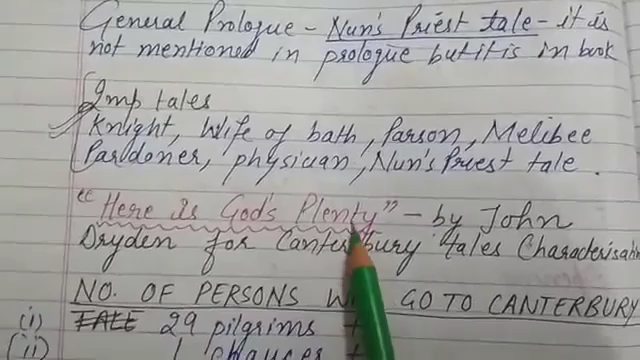 General Prologue - Nun's Priest tale - it is
not mentioned in prologue but it is in book
Imp tales
Knight, Wife of bath, Parson, Melibee
Pardoner, physician, Nun's Priest tale.
"Here is God's Plenty" - by John
Dryden for Canterbury tales Characterisation
NO. OF PERSONS GO TO CANTERBURY
(i) TALE 29 pilgrims +
(ii) 1 chaucer +